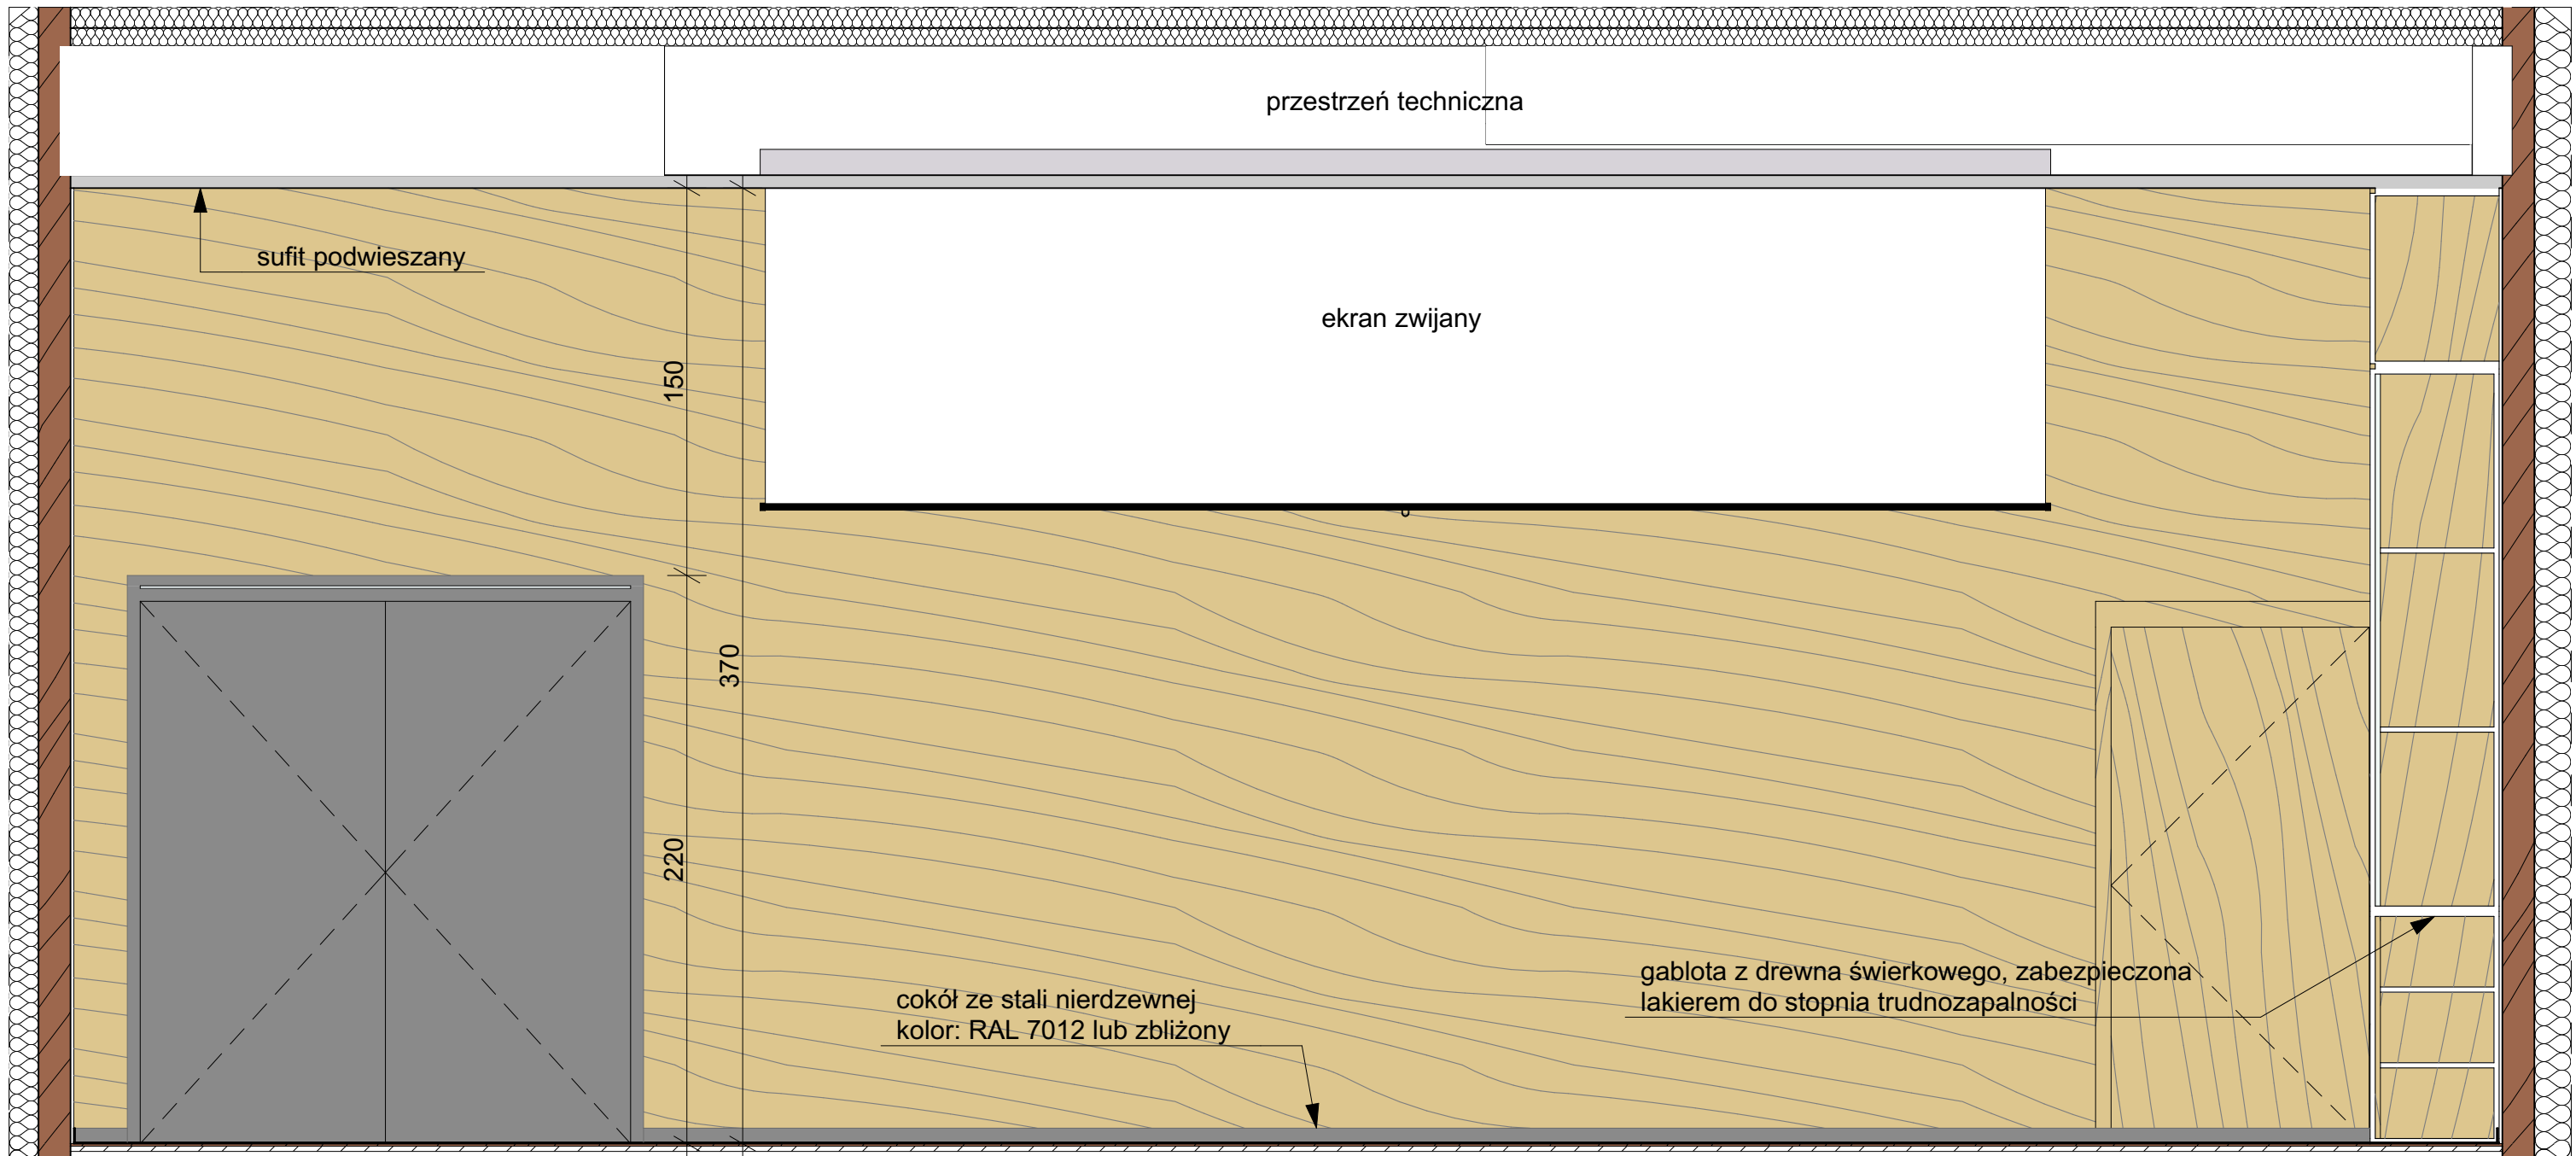 przestrzeń techniczna
sufit podwieszany
ekran zwijany
150
370
220
cokół ze stali nierdzewnej
kolor: RAL 7012 lub zbliżony
gablota z drewna świerkowego, zabezpieczona
lakierem do stopnia trudnozapalności